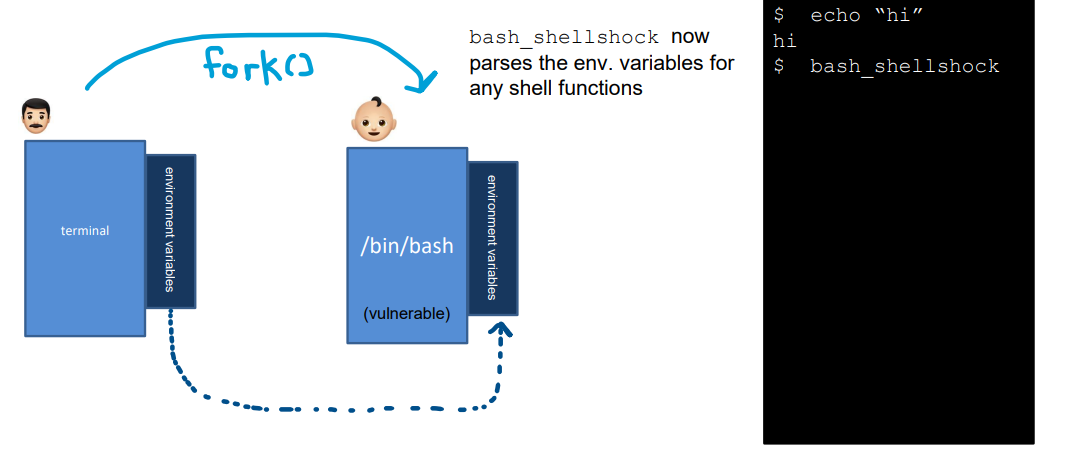 fork()
bash_shellshock now
parses the env. variables for
any shell functions
terminal
environment variables
/bin/bash
(vulnerable)
environment variables
$ echo “hi”
hi
$ bash_shellshock